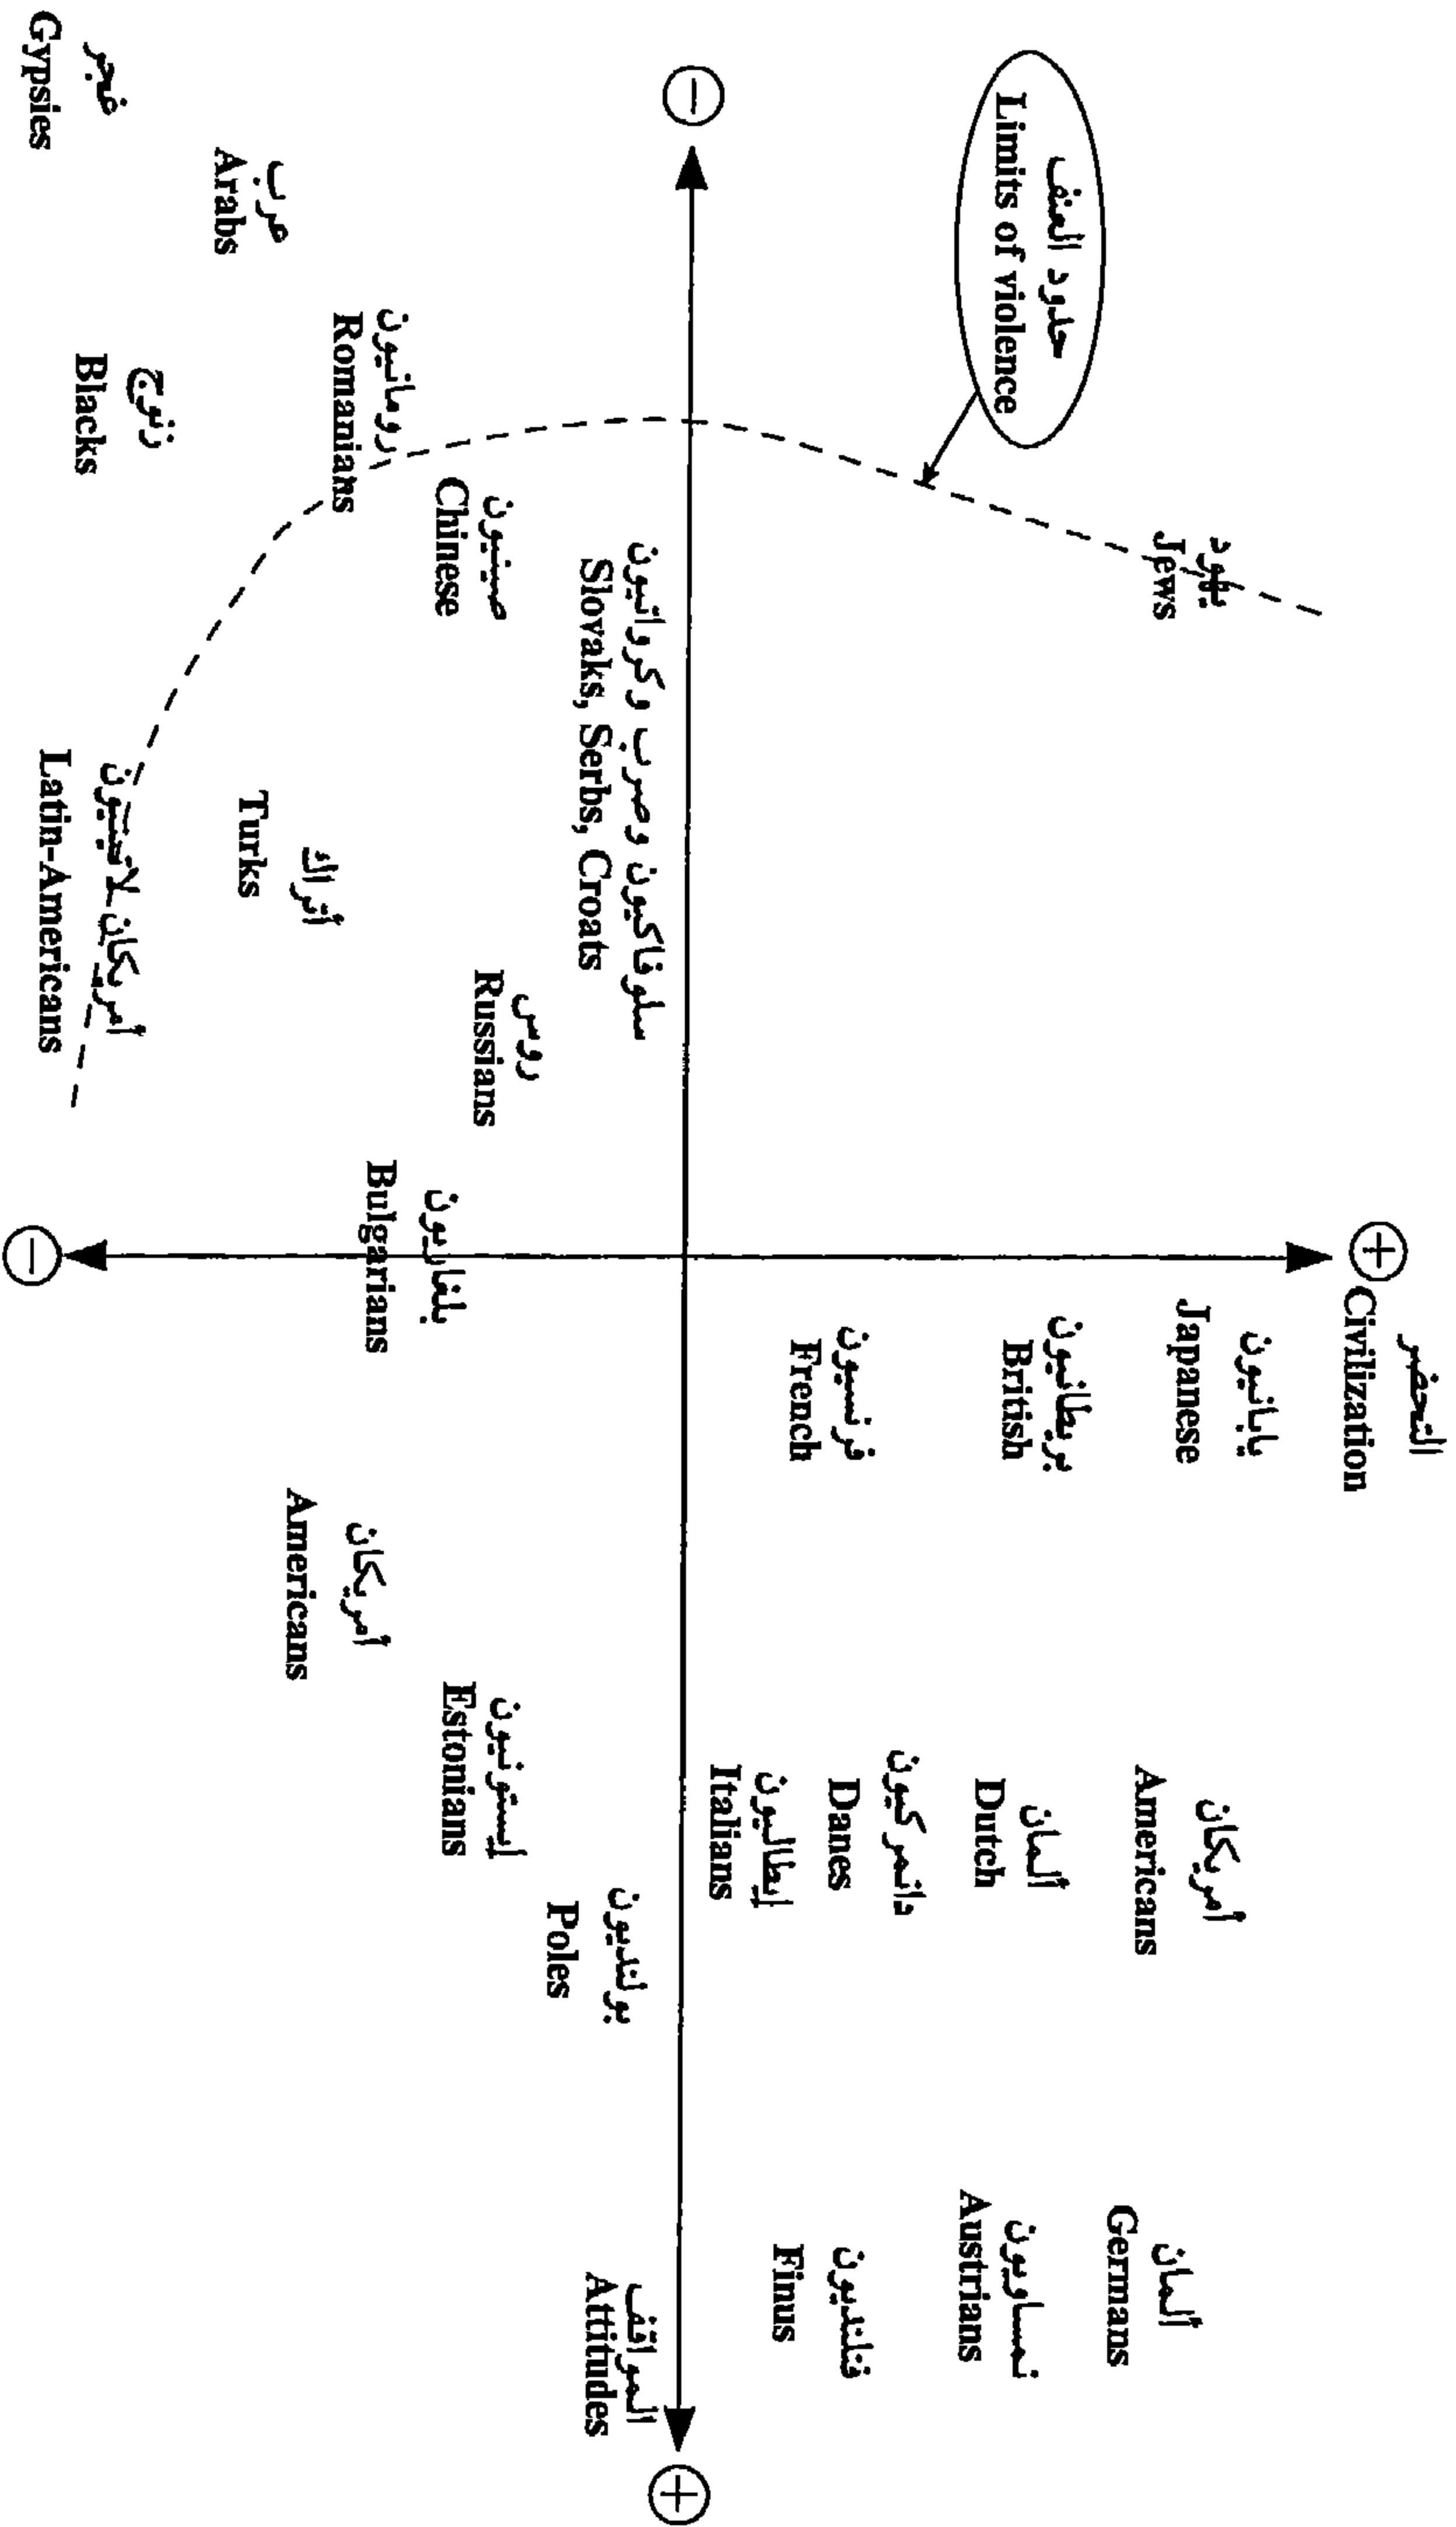 التحضر
⊕ Civilization
يابانيون
Japanese
أمريكان
Americans
ألمان
Germans
يهود
Jews
حدود العنف
Limits of violence
بريطانيون
British
ألمان
Dutch
نمساويون
Austrians
فرنسيون
French
دانمركيون
Danes
فنلنديون
Finus
إيطاليون
Italians
⊖
⊕
المواقف
Attitudes
سلوفاكيون وصرب وكرواتيون
Slovaks, Serbs, Croats
بولنديون
Poles
روس
Russians
صينيون
Chinese
إيستونيون
Estonians
بلغاريون
Bulgarians
رومانيون
Romanians
أمريكان
Americans
أتراك
Turks
عرب
Arabs
زنوج
Blacks
أمريكان لاتينيون
Latin-Americans
غجر
Gypsies
⊖